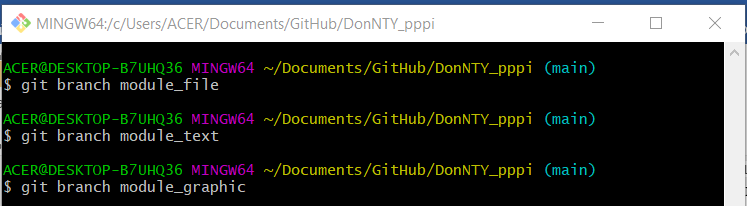 MINGW64:/c/Users/ACER/Documents/GitHub/DonNTY_pppi
ACER@DESKTOP-B7UHQ36 MINGW64 ~/Documents/GitHub/DonNTY_pppi (main)
$ git branch module_file
ACER@DESKTOP-B7UHQ36 MINGW64 ~/Documents/GitHub/DonNTY_pppi (main)
$ git branch module_text
ACER@DESKTOP-B7UHQ36 MINGW64 ~/Documents/GitHub/DonNTY_pppi (main)
$ git branch module_graphic